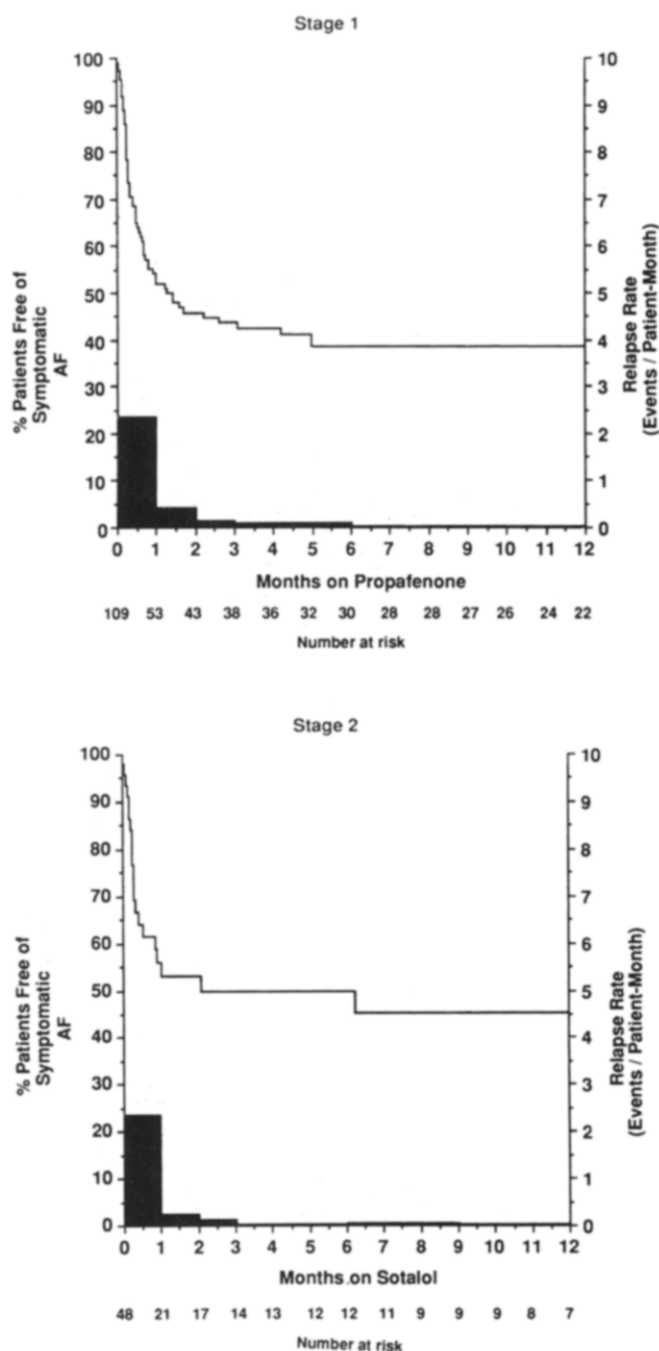 Stage 1
100
90
80
70
60
50
40
30
20
10
0
% Patients Free of
Symptomatic
AF
10
9
8
7
6
5
4
3
2
1
0
Relapse Rate
(Events / Patient-Month)
0 1 2 3 4 5 6 7 8 9 10 11 12
Months on Propafenone
109 53 43 38 36 32 30 28 28 27 26 24 22
Number at risk
Stage 2
100
90
80
70
60
50
40
30
20
10
0
% Patients Free of
Symptomatic
AF
10
9
8
7
6
5
4
3
2
1
0
Relapse Rate
(Events / Patient-Month)
0 1 2 3 4 5 6 7 8 9 10 11 12
Months on Sotalol
48 21 17 14 13 12 12 11 9 9 9 8 7
Number at risk